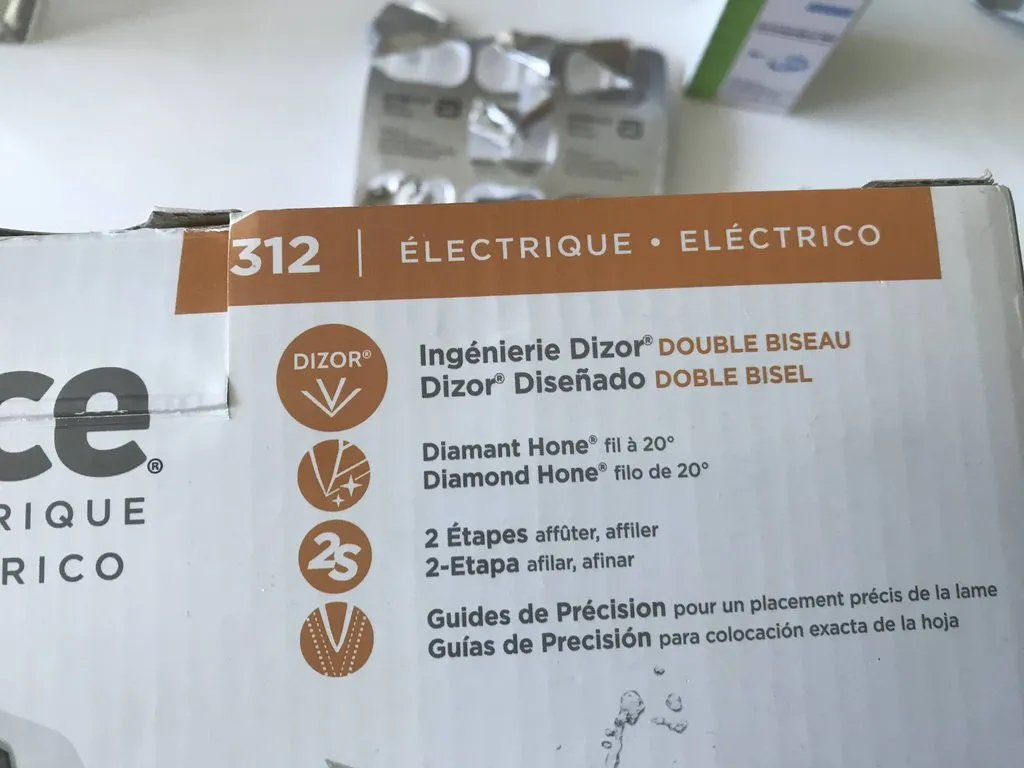 312 | ÉLECTRIQUE • ELÉCTRICO
DIZOR®
Ingénierie Dizor® DOUBLE BISEAU
Dizor® Diseñado DOBLE BISEL
Diamant Hone® fil à 20°
Diamond Hone® filo de 20°
2S
2 Étapes affûter, affiler
2-Etapa afilar, afinar
Guides de Précision pour un placement précis de la lame
Guías de Precisión para colocación exacta de la hoja
ce®
RIQUE
RICO